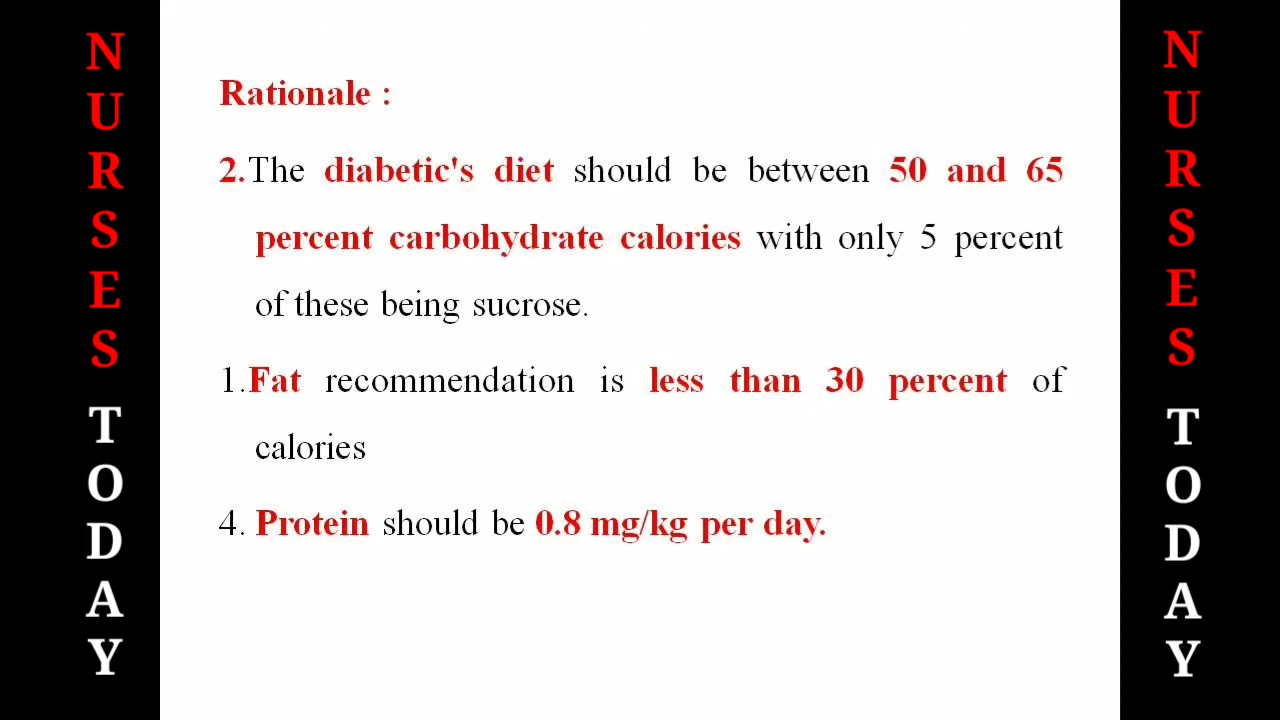 NURSES TODAY
Rationale :
2.The diabetic's diet should be between 50 and 65
percent carbohydrate calories with only 5 percent
of these being sucrose.
1.Fat recommendation is less than 30 percent of
calories
4. Protein should be 0.8 mg/kg per day.
NURSES TODAY